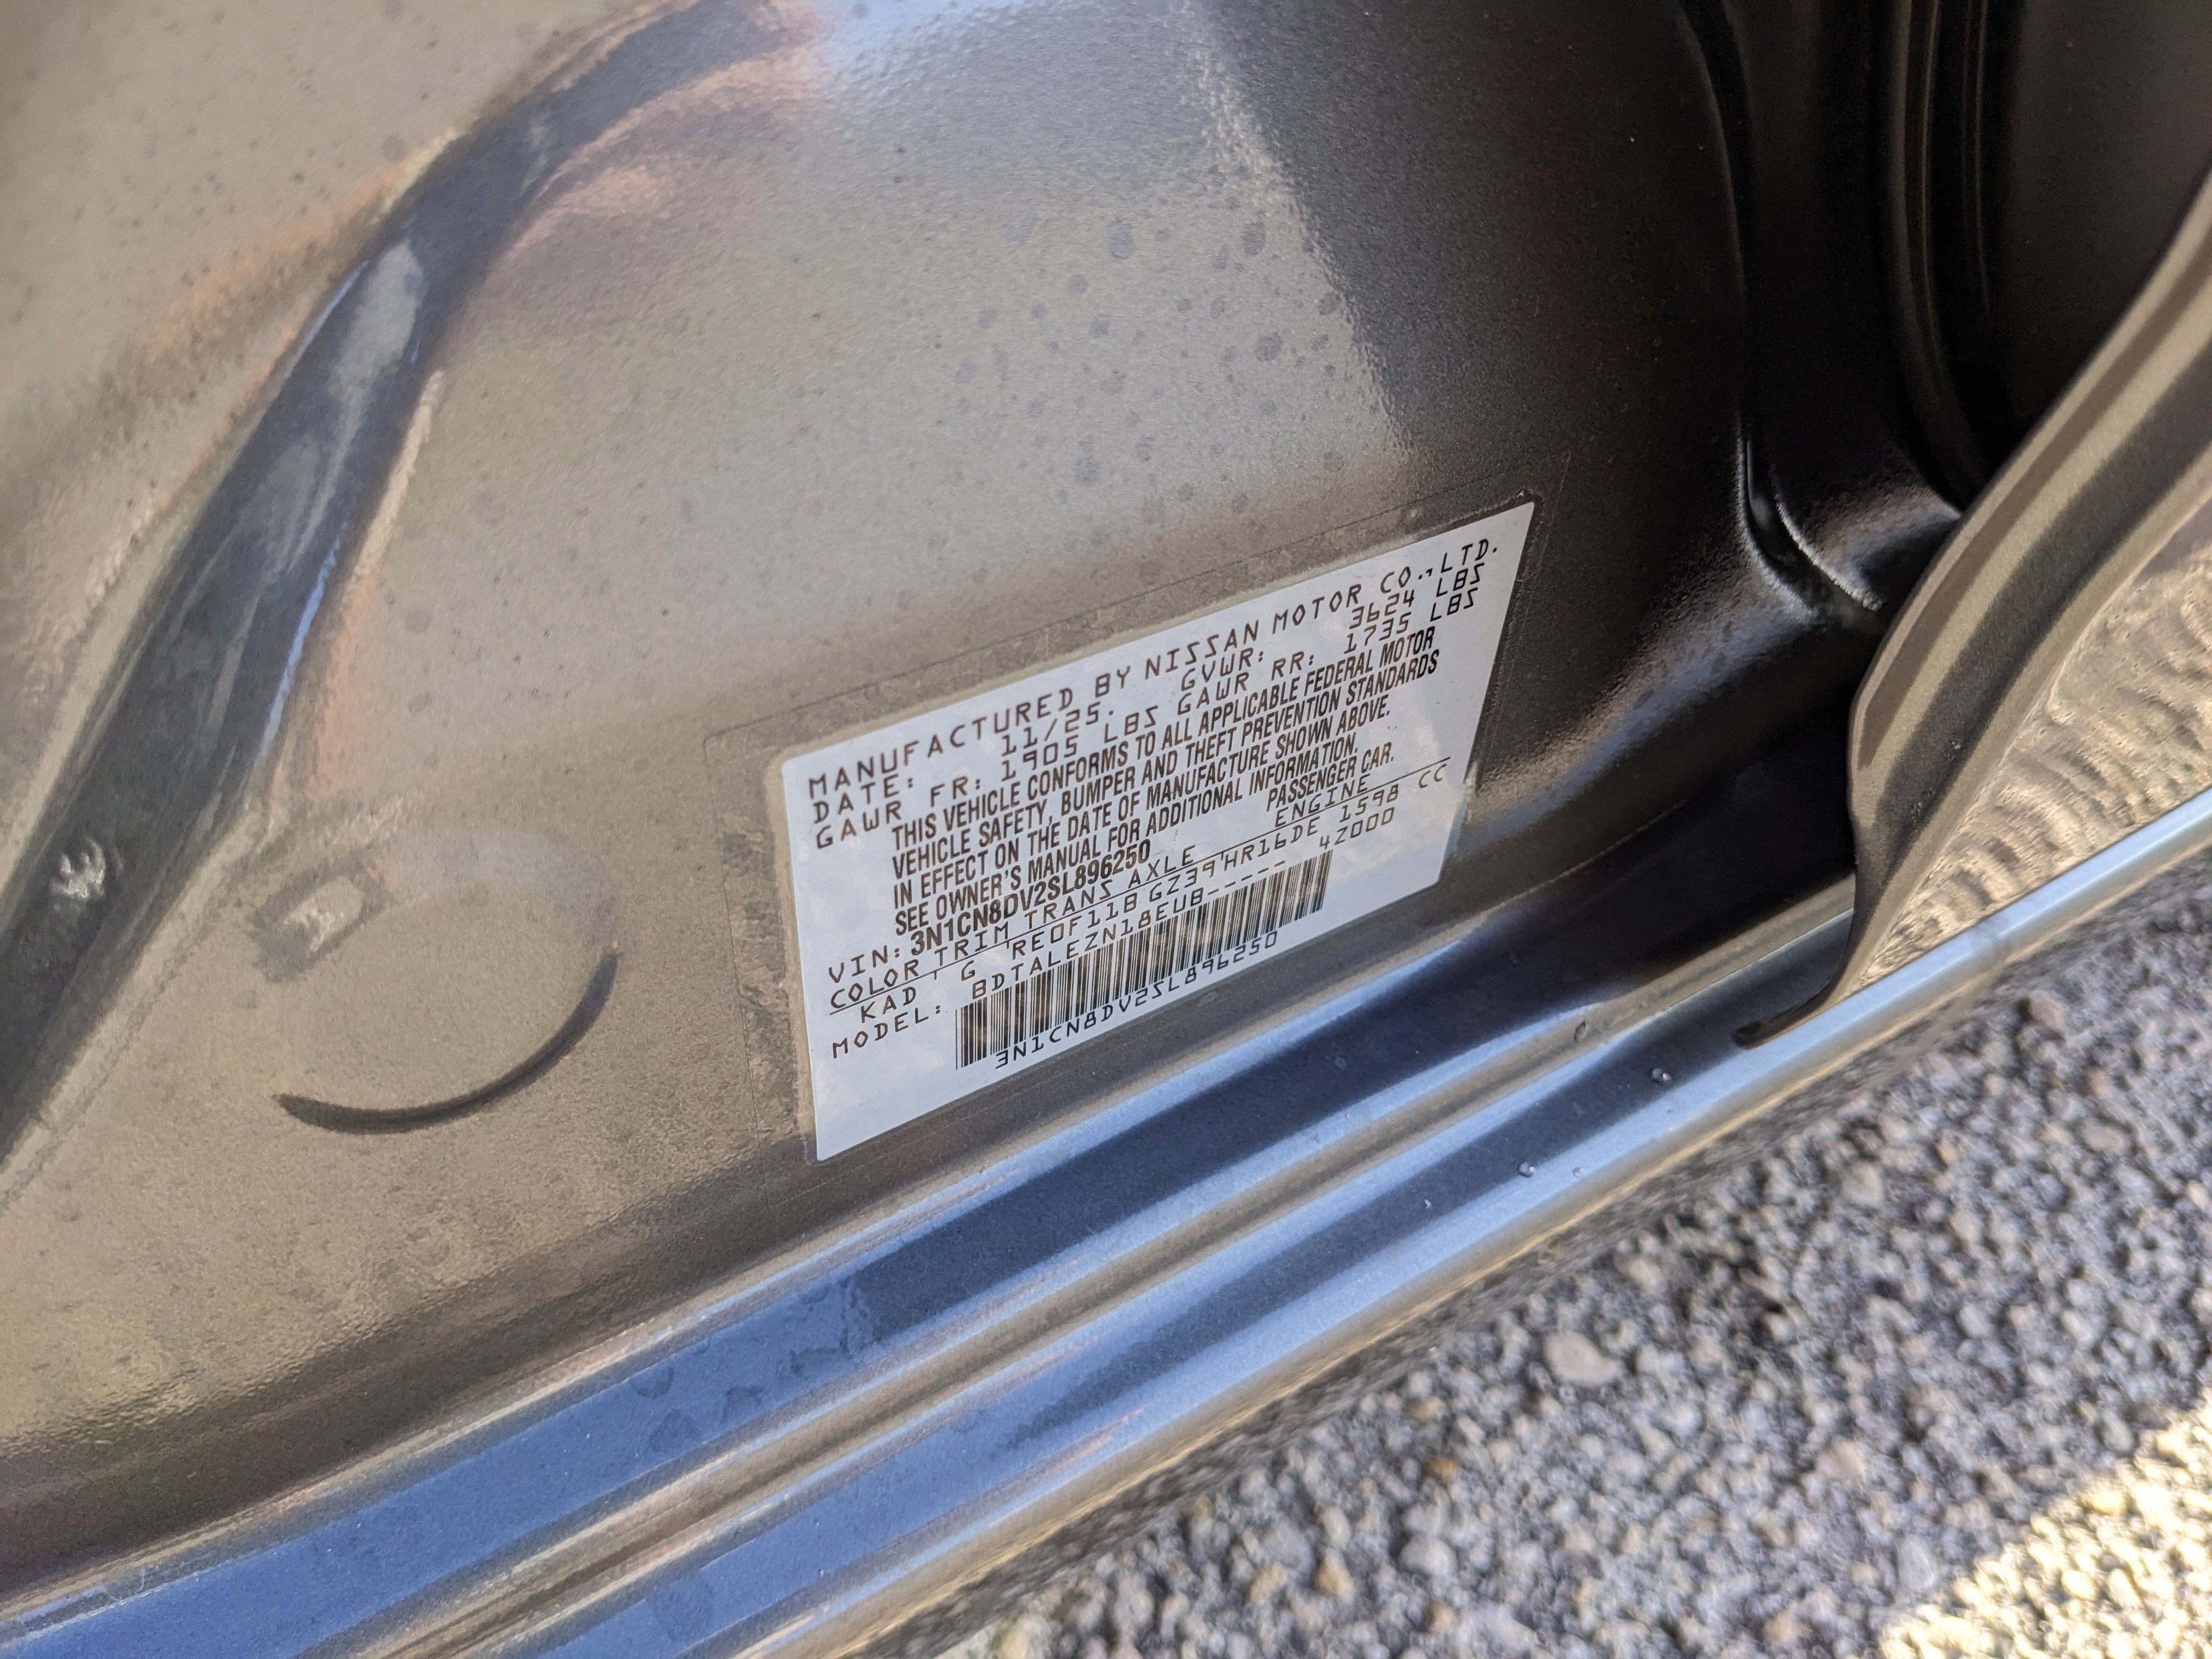 MANUFACTURED BY NISSAN MOTOR CO.,LTD.
DATE: 11/25. GVWR: 3624 LBS
GAWR FR: 1905 LBS GAWR RR: 1735 LBS
THIS VEHICLE CONFORMS TO ALL APPLICABLE FEDERAL MOTOR
VEHICLE SAFETY, BUMPER AND THEFT PREVENTION STANDARDS
IN EFFECT ON THE DATE OF MANUFACTURE SHOWN ABOVE.
SEE OWNER'S MANUAL FOR ADDITIONAL INFORMATION.
VIN: 3N1CN8DV2SL896250 PASSENGER CAR.
COLOR TRIM TRANS AXLE ENGINE
KAD , G 'RE0F11B GZ39'HR16DE 1598 CC
MODEL: BDTALEZN18EUB----- 4Z000
3N1CN8DV2SL896250